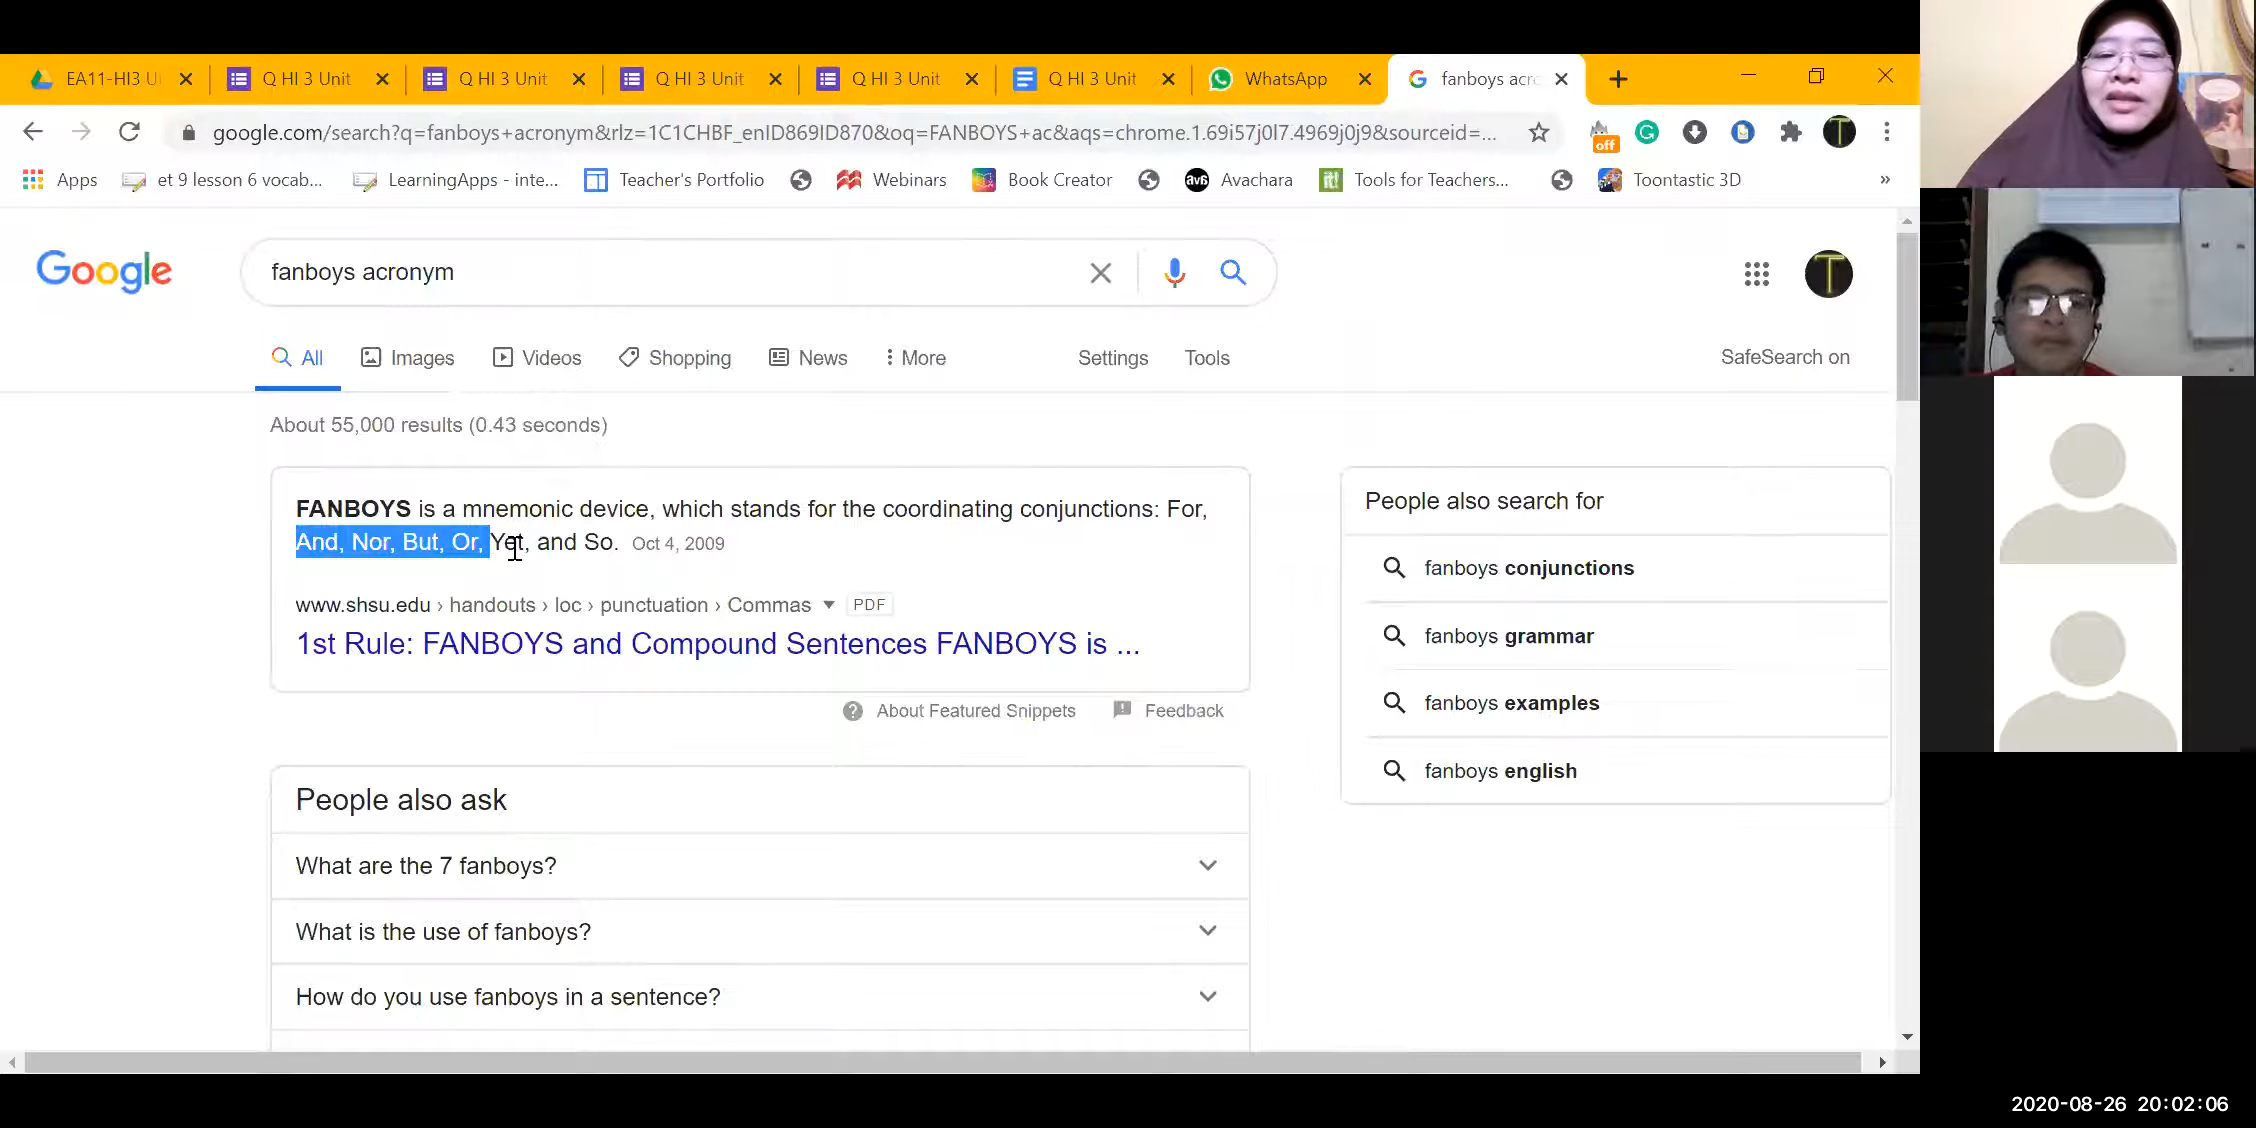 EA11-HI3 U
Q HI 3 Unit
Q HI 3 Unit
Q HI 3 Unit
Q HI 3 Unit
Q HI 3 Unit
WhatsApp
fanboys acro
google.com/search?q=fanboys+acronym&rlz=1C1CHBF_enID869ID870&oq=FANBOYS+ac&aqs=chrome.1.69i57j0l7.4969j0j9&sourceid=...
off
T
Apps
et 9 lesson 6 vocab...
LearningApps - inte...
Teacher's Portfolio
Webinars
Book Creator
Avachara
Tools for Teachers...
Toontastic 3D
»
Google
fanboys acronym
T
All
Images
Videos
Shopping
News
More
Settings
Tools
SafeSearch on
About 55,000 results (0.43 seconds)
FANBOYS is a mnemonic device, which stands for the coordinating conjunctions: For,
And, Nor, But, Or, Yet, and So. Oct 4, 2009
www.shsu.edu › handouts › loc › punctuation › Commas PDF
1st Rule: FANBOYS and Compound Sentences FANBOYS is ...
About Featured Snippets
Feedback
People also ask
What are the 7 fanboys?
What is the use of fanboys?
How do you use fanboys in a sentence?
People also search for
fanboys conjunctions
fanboys grammar
fanboys examples
fanboys english
2020-08-26 20:02:06